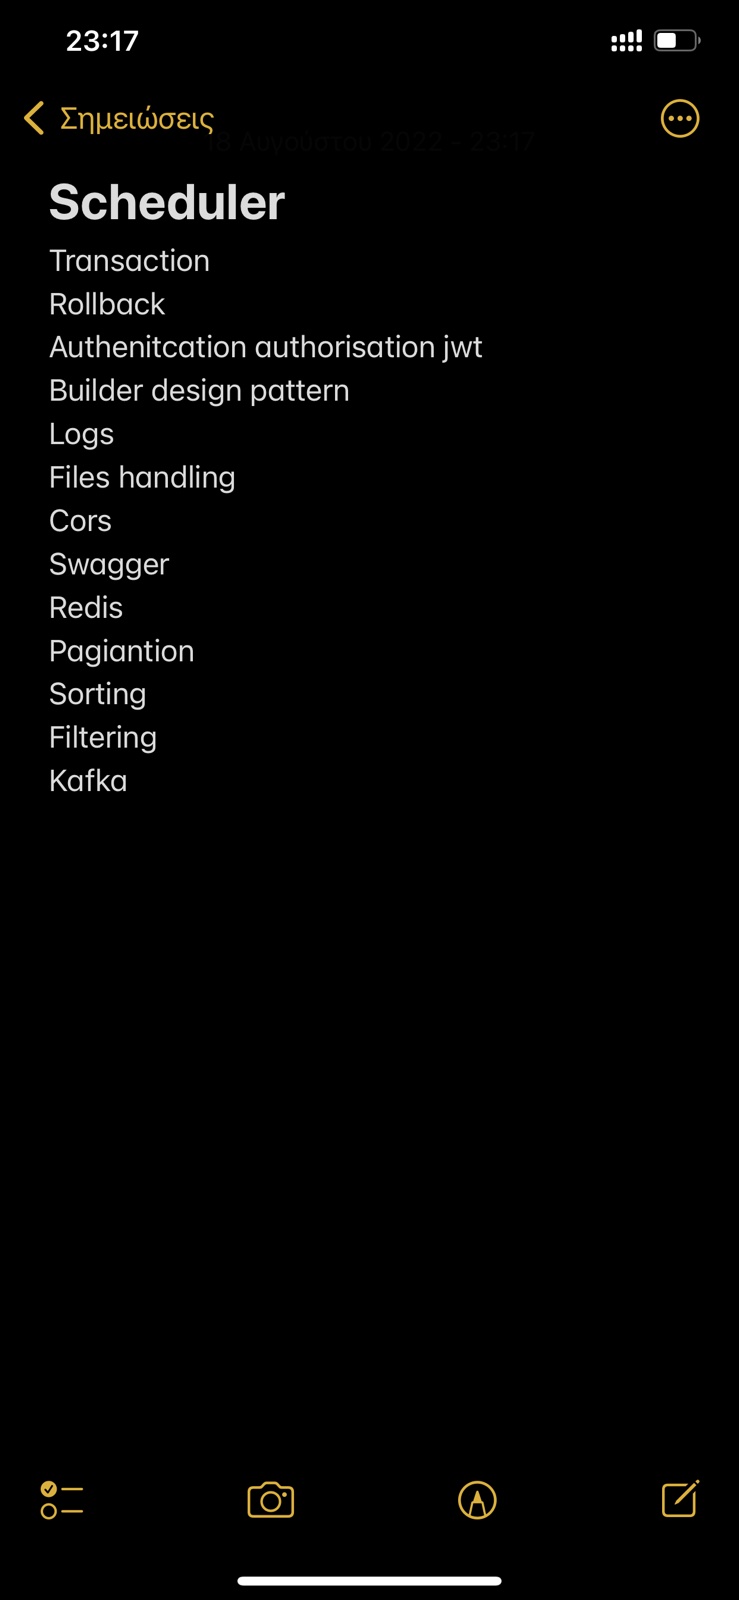 23:17
Σημειώσεις
18 Αυγούστου 2022 - 23:17
Scheduler
Transaction
Rollback
Authenitcation authorisation jwt
Builder design pattern
Logs
Files handling
Cors
Swagger
Redis
Pagiantion
Sorting
Filtering
Kafka